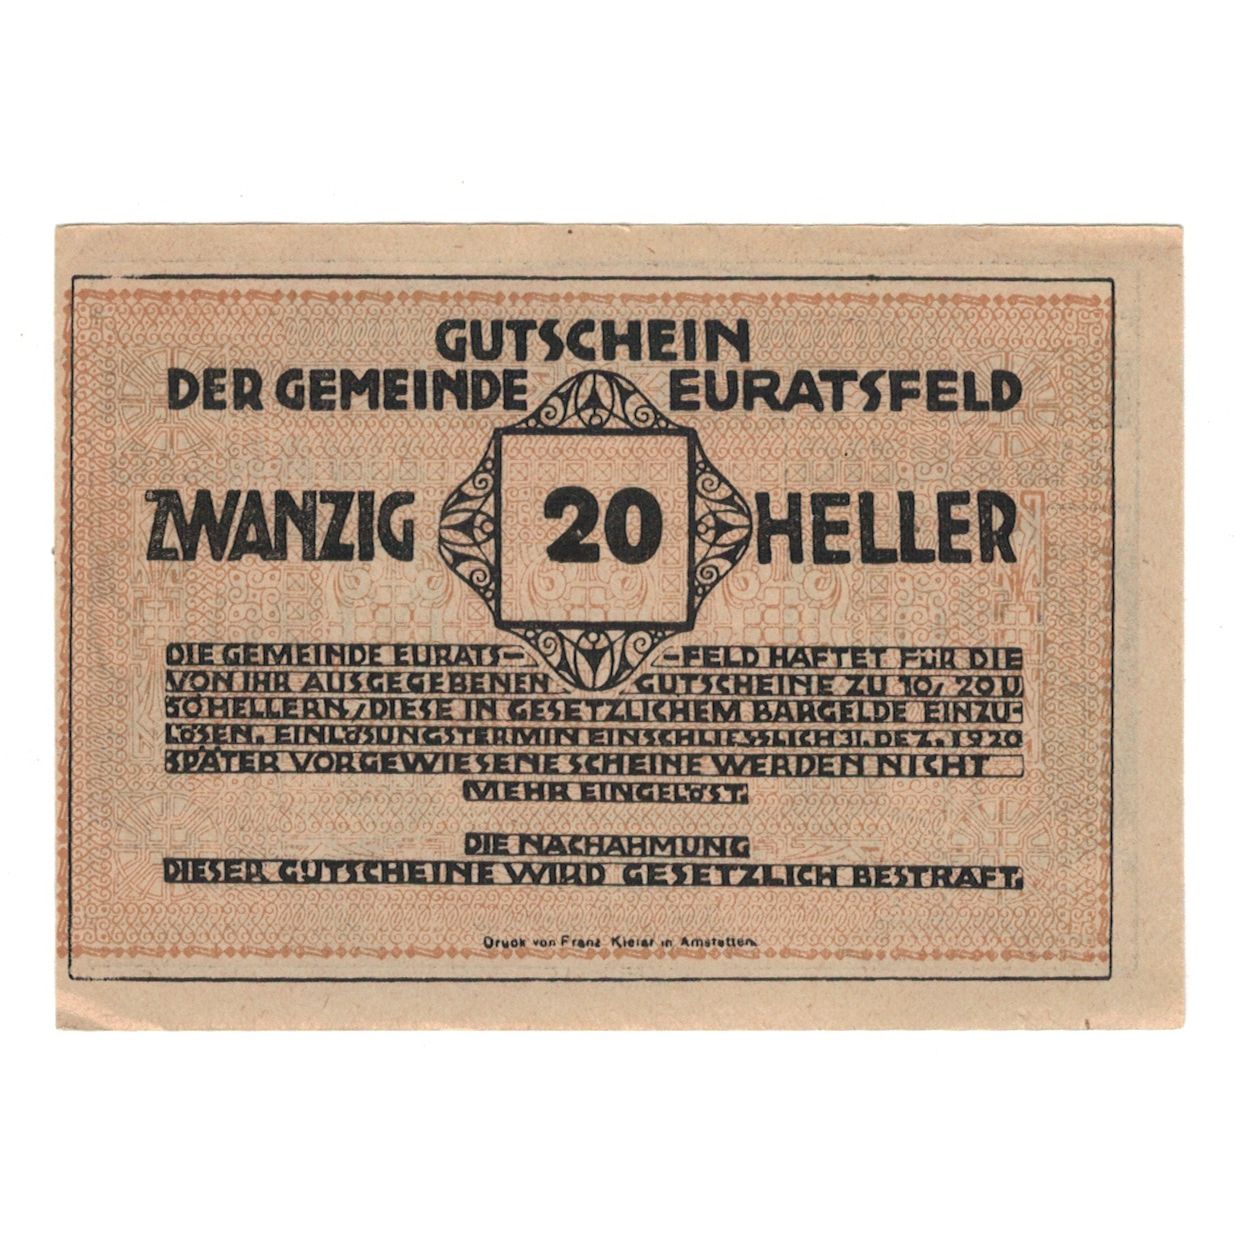 GUTSCHEIN
DER GEMEINDE EURATSFELD
ZWANZIG 20 HELLER
DIE GEMEINDE EURATS- -FELD HAFTET FÜR DIE
VON IHR AUSGEGEBENEN GUTSCHEINE ZU 10, 20 U
50 HELLERN, DIESE IN GESETZLICHEM BARGELDE EINZU-
LÖSEN. EINLÖSUNGSTERMIN EINSCHLIESSLICH 31. DEZ. 1920
SPÄTER VORGEWIESENE SCHEINE WERDEN NICHT
MEHR EINGELÖST.
DIE NACHAHMUNG
DIESER GUTSCHEINE WIRD GESETZLICH BESTRAFT.
Druck von Franz Kiefer in Amstetten.